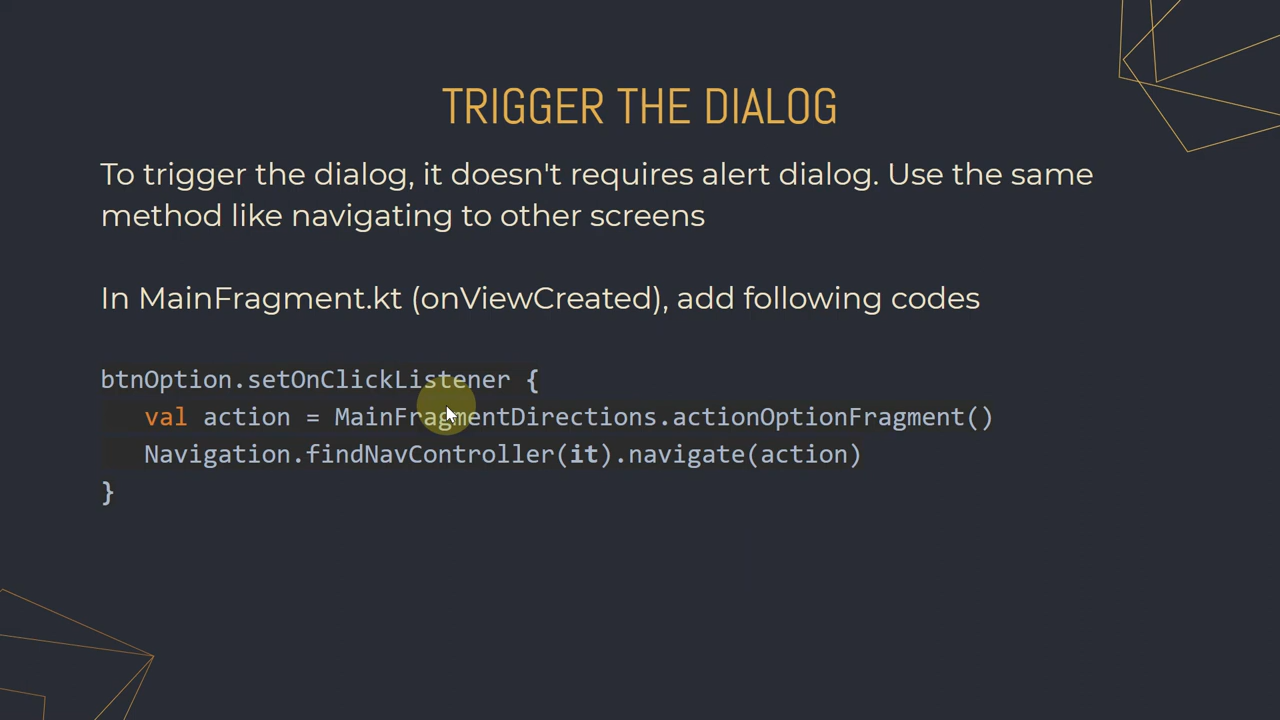 TRIGGER THE DIALOG
To trigger the dialog, it doesn't requires alert dialog. Use the same
method like navigating to other screens
In MainFragment.kt (onViewCreated), add following codes
btnOption.setOnClickListener {
val action = MainFragmentDirections.actionOptionFragment()
Navigation.findNavController(it).navigate(action)
}